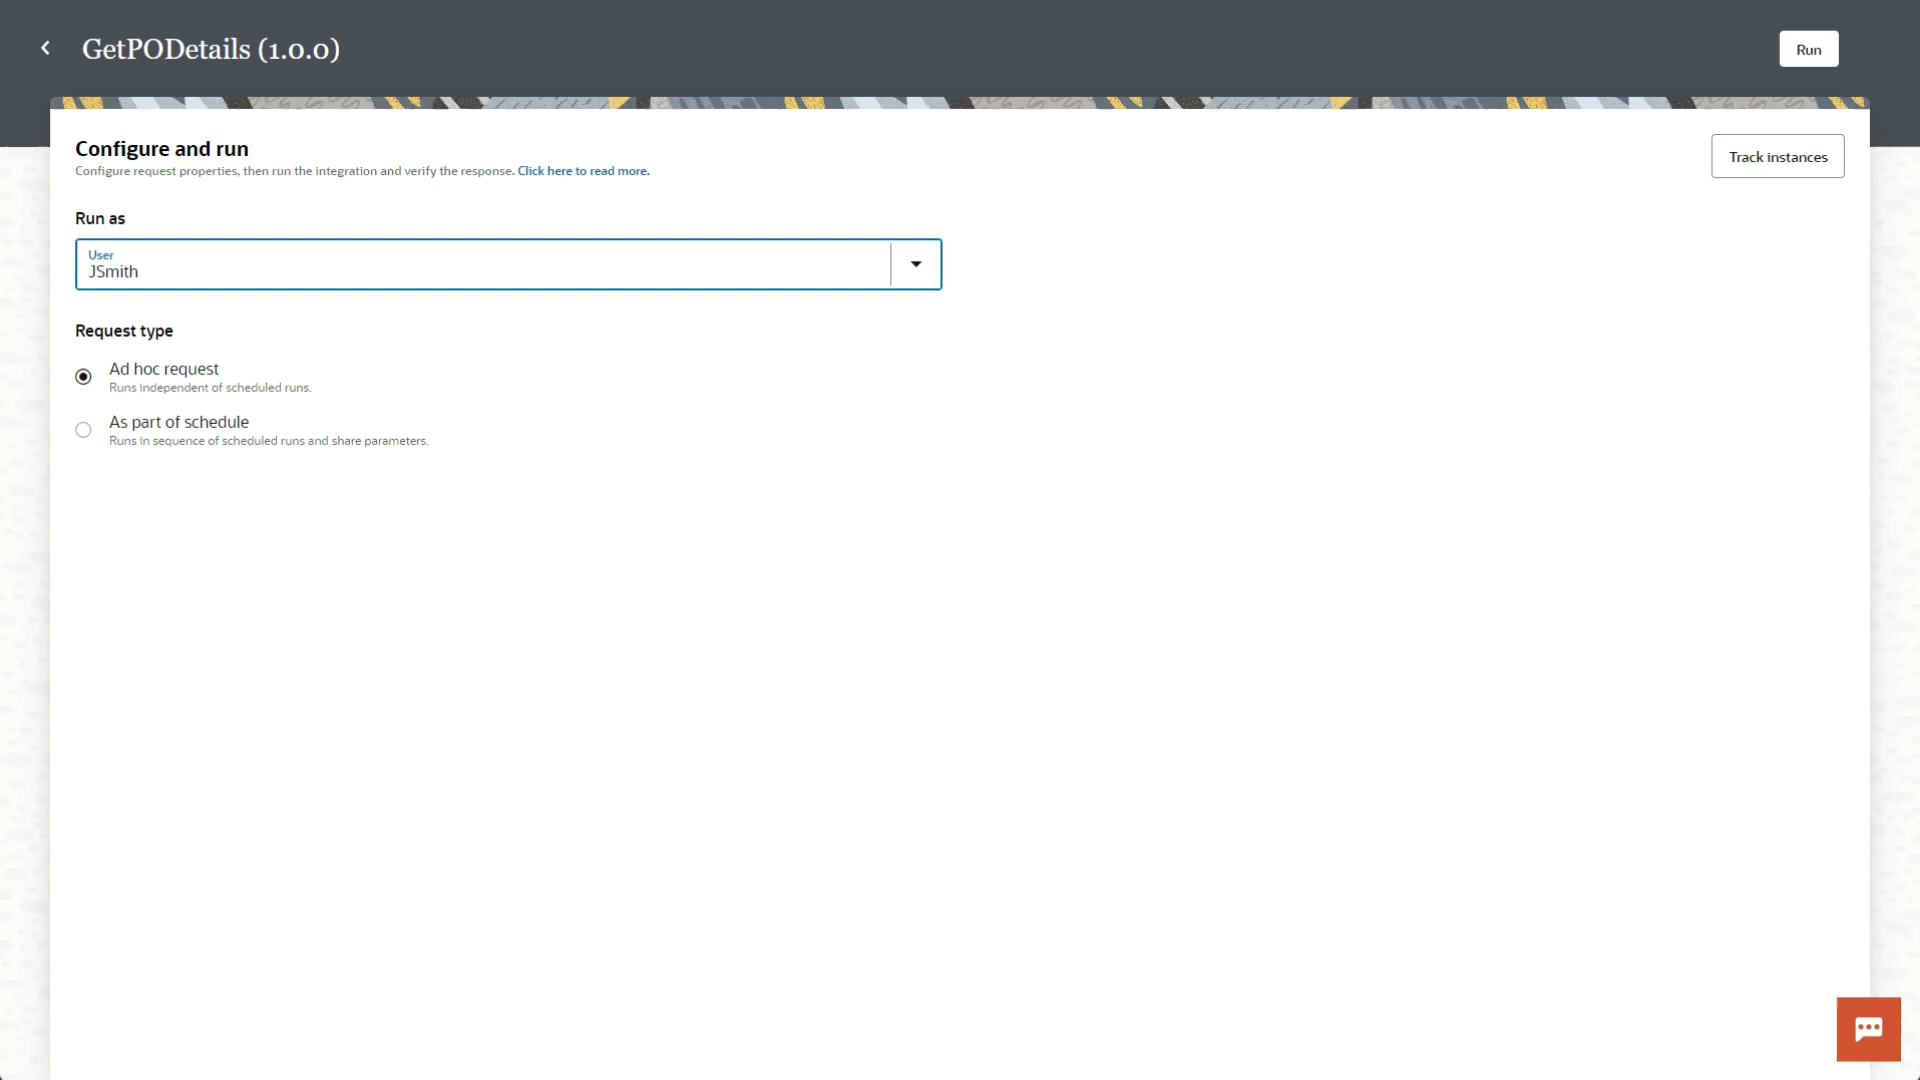 GetPODetails (1.0.0)
Run
Configure and run
Configure request properties, then run the integration and verify the response. Click here to read more.
Track instances
Run as
User
JSmith
Request type
Ad hoc request
Runs independent of scheduled runs.
As part of schedule
Runs in sequence of scheduled runs and share parameters.